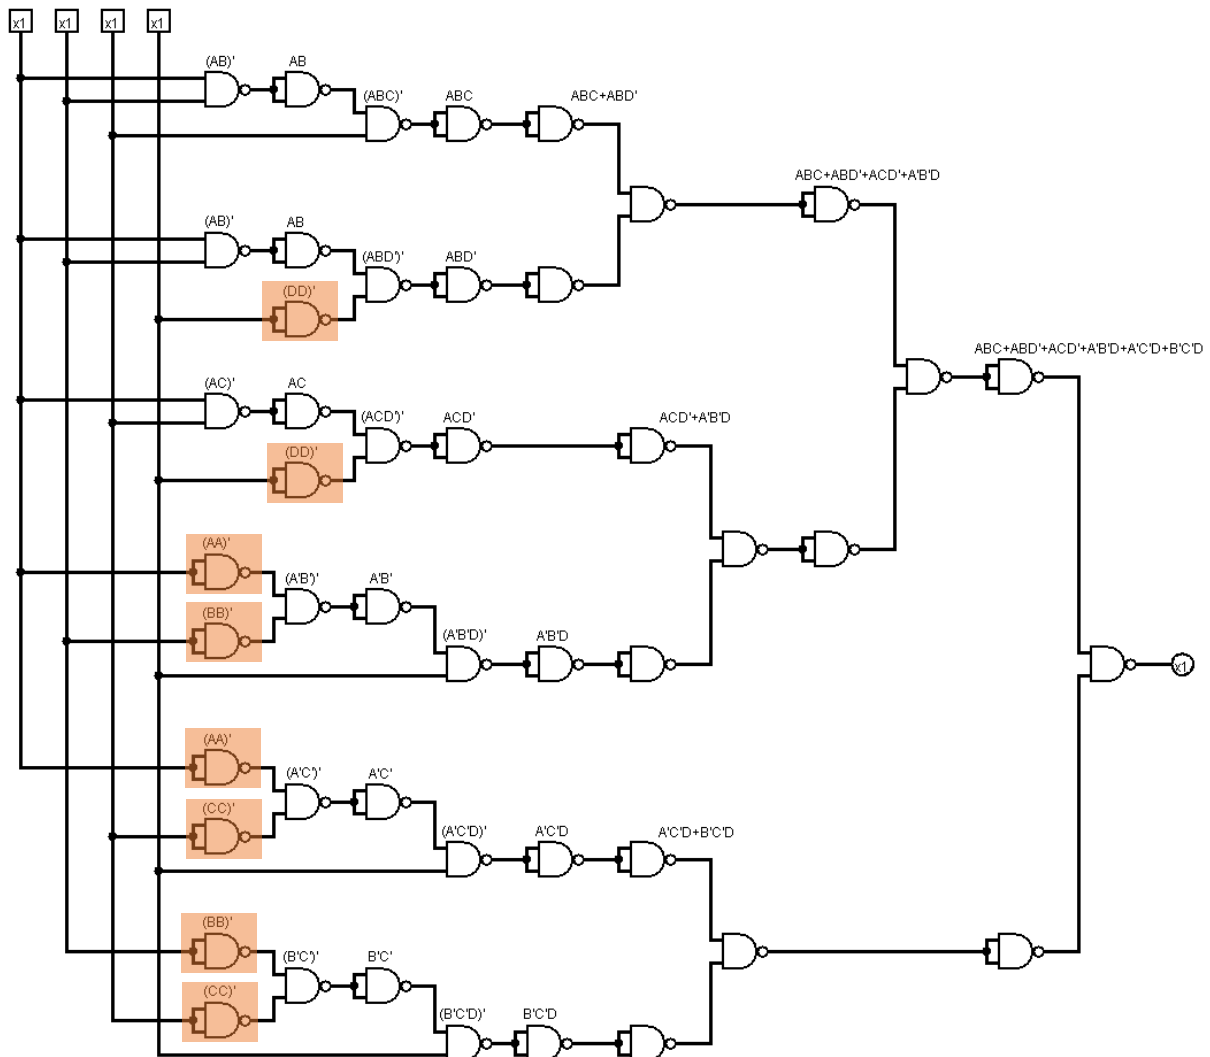 x1 x1 x1 x1
(AB)' AB
(ABC)' ABC ABC+ABD'
ABC+ABD'+ACD'+A'B'D
(AB)' AB
(ABD')' ABD'
(DD)'
ABC+ABD'+ACD'+A'B'D+A'C'D+B'C'D
(AC)' AC
(ACD')' ACD' ACD'+A'B'D
(DD)'
(AA)'
(A'B')' A'B'
(BB)'
(A'B'D)' A'B'D
x1
(AA)'
(A'C')' A'C'
(CC)'
(A'C'D)' A'C'D A'C'D+B'C'D
(BB)'
(B'C')' B'C'
(CC)'
(B'C'D)' B'C'D